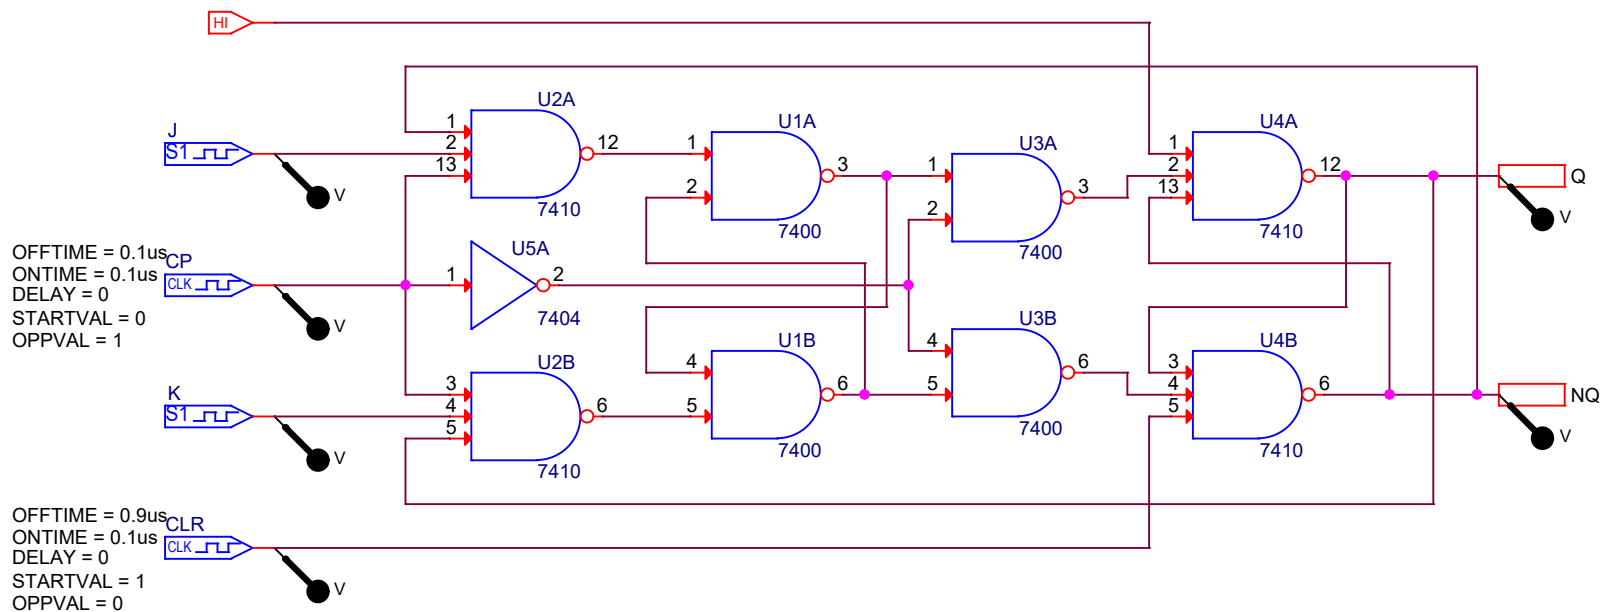 HI
U2A
1
2
13
12
7410
J
S1
V
U1A
1
2
3
7400
U3A
1
2
3
7400
U4A
1
2
13
12
7410
Q
V
OFFTIME = 0.1us
ONTIME = 0.1us
DELAY = 0
STARTVAL = 0
OPPVAL = 1
CP
CLK
V
U5A
1
2
7404
K
S1
V
U2B
3
4
5
6
7410
U1B
4
5
6
7400
U3B
4
5
6
7400
U4B
3
4
5
6
7410
NQ
V
OFFTIME = 0.9us
ONTIME = 0.1us
DELAY = 0
STARTVAL = 1
OPPVAL = 0
CLR
CLK
V